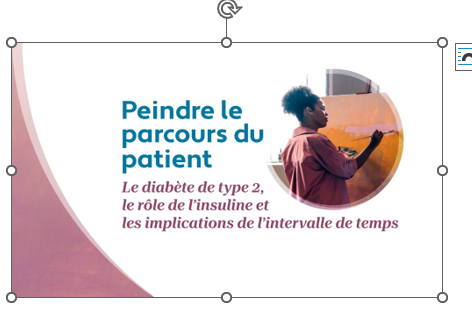 Peindre le
parcours du
patient
Le diabète de type 2,
le rôle de l'insuline et
les implications de l'intervalle de temps